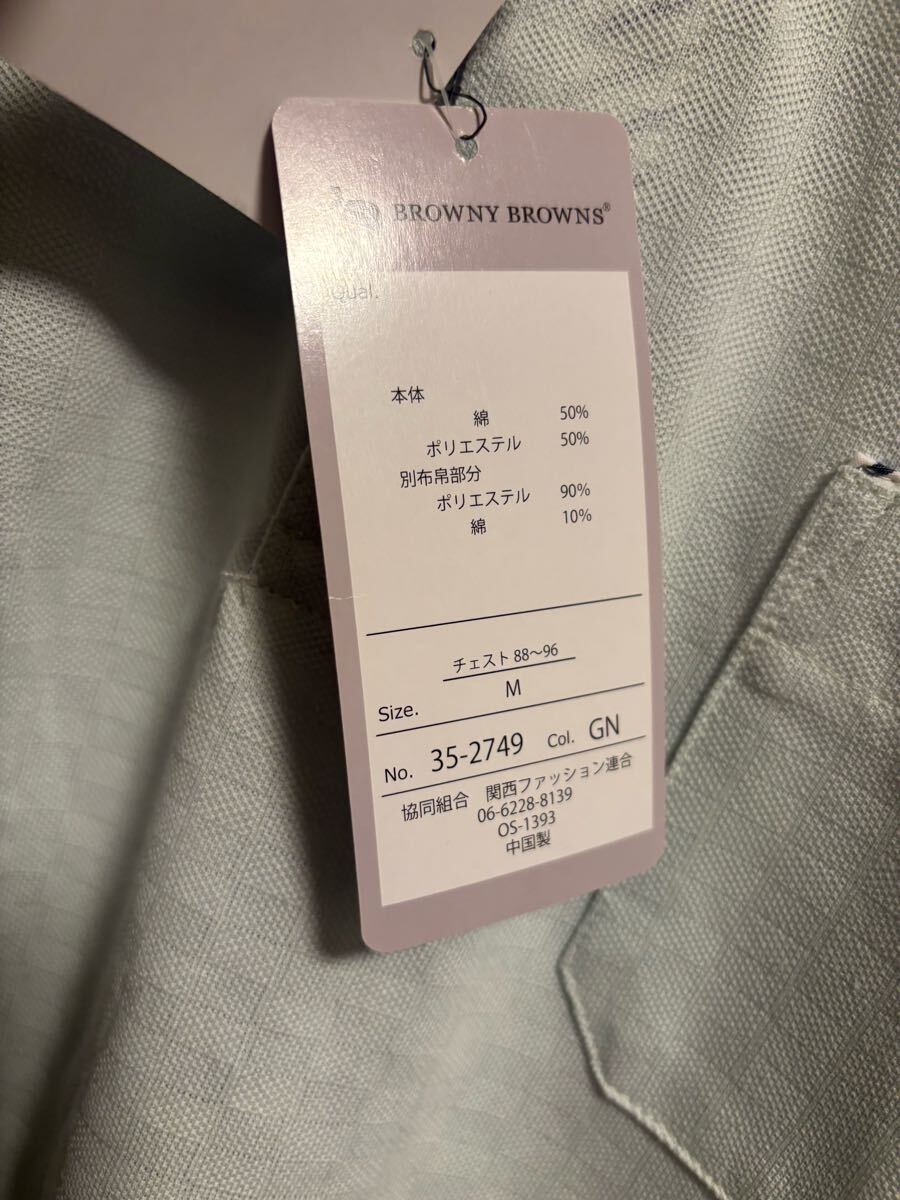 BROWNY BROWNS®
Qual.
本体
綿 50%
ポリエステル 50%
別布帛部分
ポリエステル 90%
綿 10%
チェスト 88〜96
Size. M
No. 35-2749 Col. GN
協同組合 関西ファッション連合
06-6228-8139
OS-1393
中国製